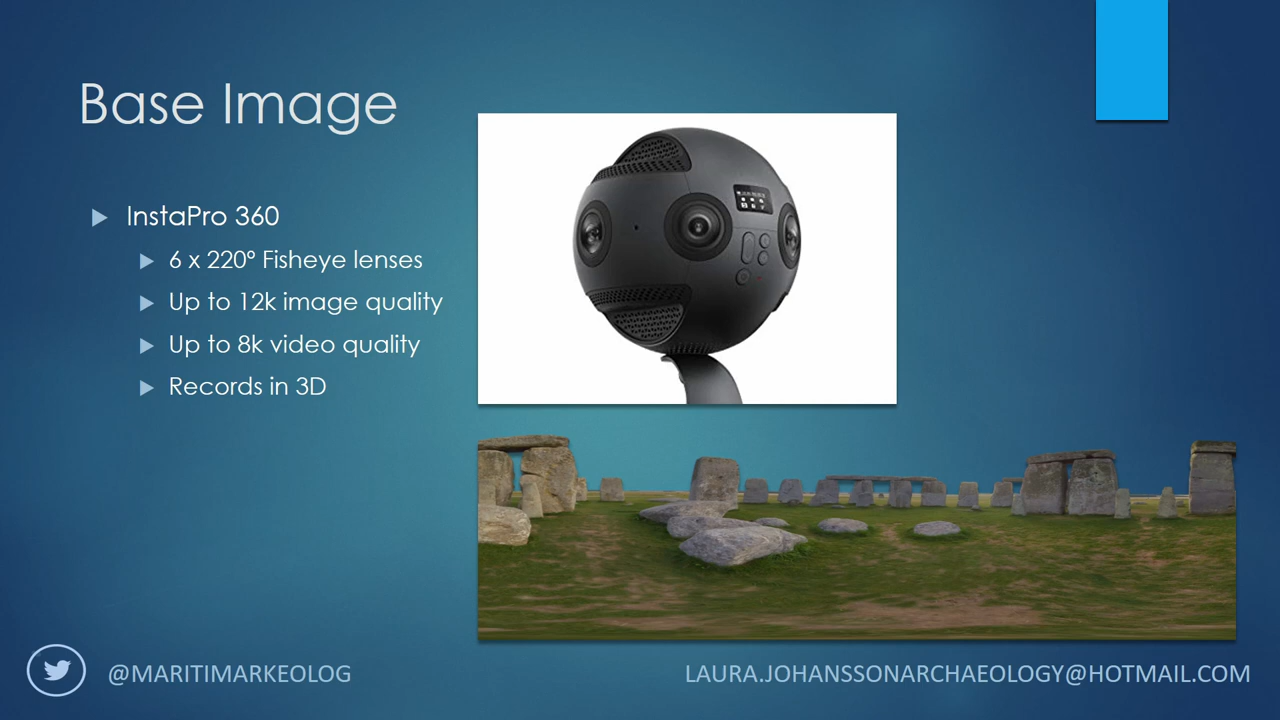 Base Image
InstaPro 360
6 x 220° Fisheye lenses
Up to 12k image quality
Up to 8k video quality
Records in 3D
@MARITIMARKEOLOG
LAURA.JOHANSSONARCHAEOLOGY@HOTMAIL.COM